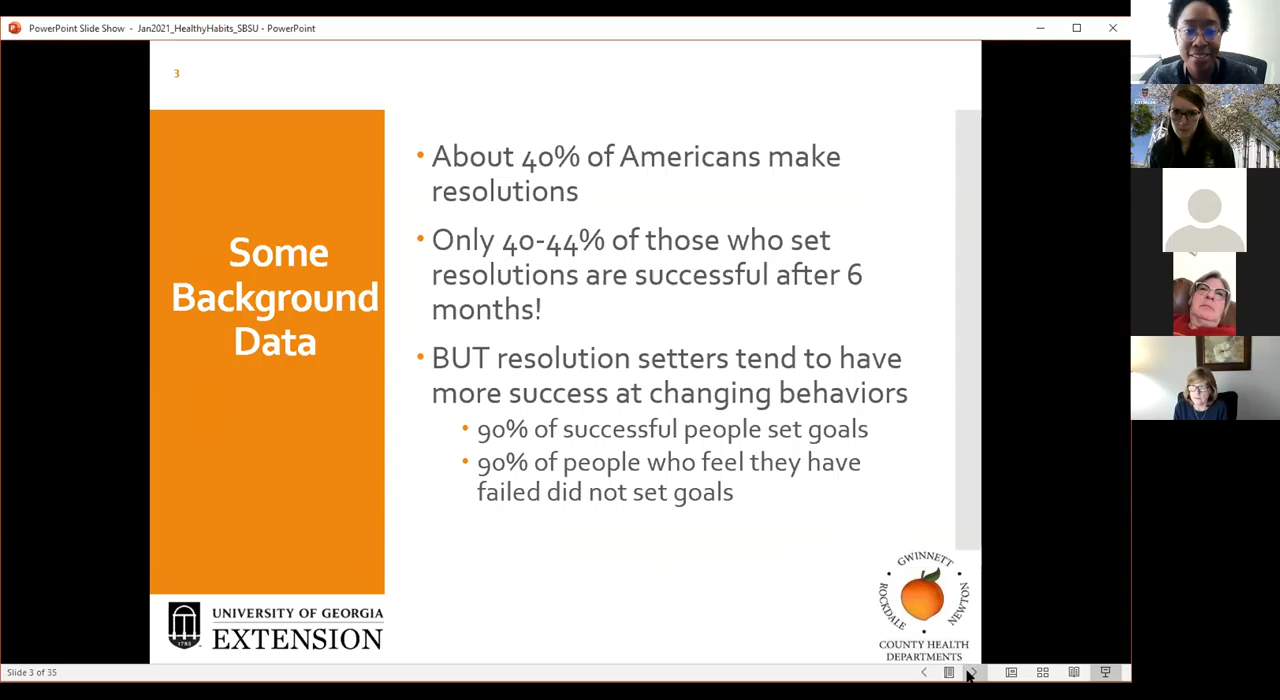 PowerPoint Slide Show - Jan2021_HealthyHabits_SBSU - PowerPoint
3
Some
Background
Data
• About 40% of Americans make
resolutions
• Only 40-44% of those who set
resolutions are successful after 6
months!
• BUT resolution setters tend to have
more success at changing behaviors
• 90% of successful people set goals
• 90% of people who feel they have
failed did not set goals
1785
UNIVERSITY OF GEORGIA
EXTENSION
GWINNETT
ROCKDALE
NEWTON
COUNTY HEALTH
DEPARTMENTS
Slide 3 of 35
GEORGIA